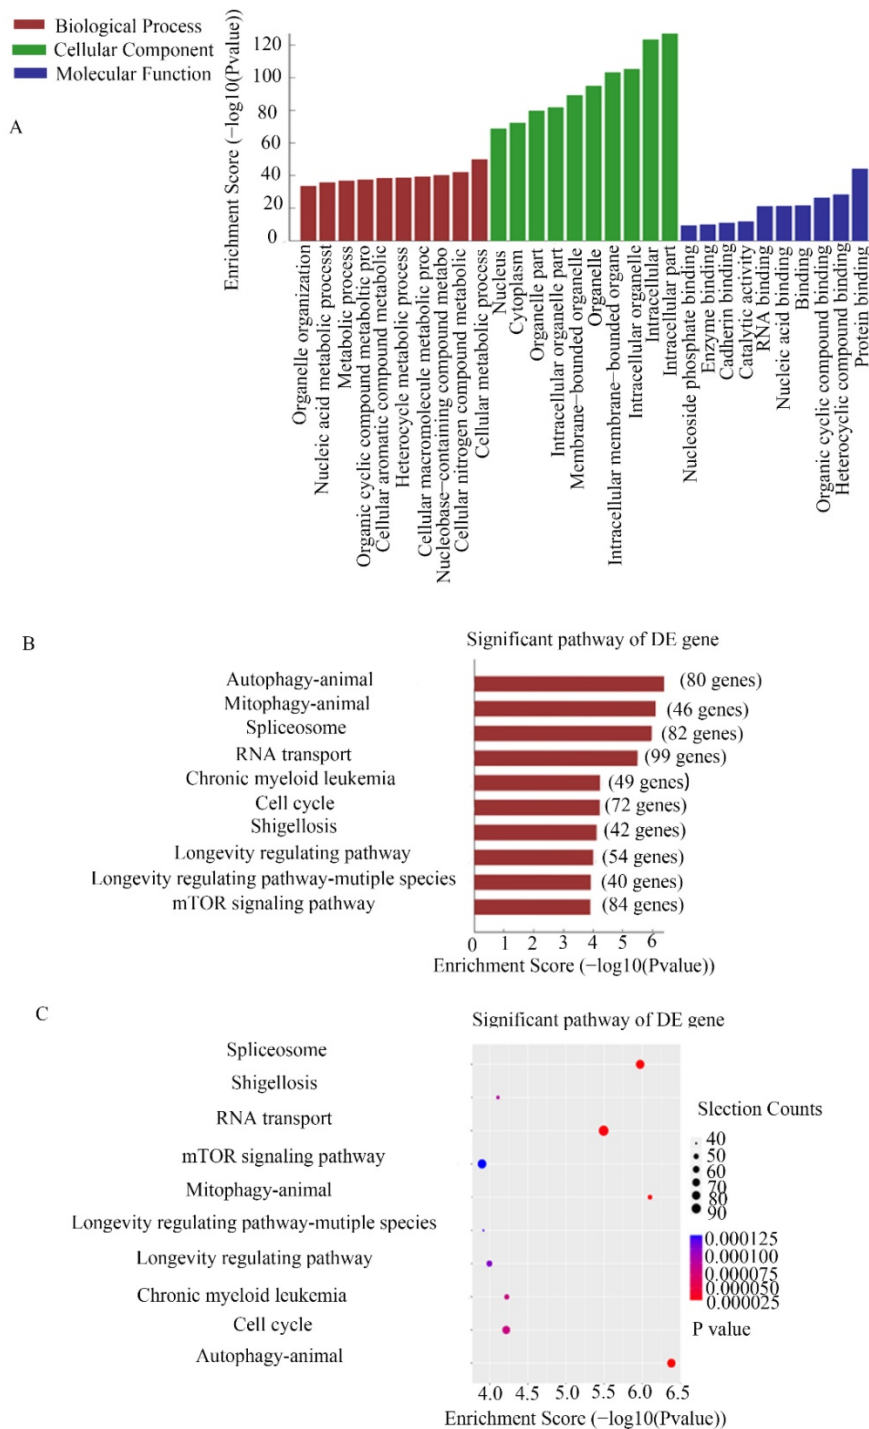 Biological Process
Cellular Component
Molecular Function
A
Enrichment Score (−log10(Pvalue))
120
100
80
60
40
20
0
Organelle organization
Nucleic acid metabolic processt
Metabolic process
Organic cyclic compound meboltic pro
Cellular aromatic compound metabolic
Heterocycle metabolic process
Cellular macromolecule metabolic proc
Nucleobase−containing compound metabo
Cellular nitrogen compound metabolic
Cellular metabolic process
Nucleus
Cytoplasm
Organelle part
Intracellular organelle part
Membrane−bounded organelle
Organelle
Intracellular membrane−bounded organe
Intracellular organelle
Intracellular
Intracellular part
Nucleoside phosphate binding
Enzyme binding
Cadherin binding
Catalytic activity
RNA binding
Nucleic acid binding
Binding
Organic cyclic compound binding
Heterocyclic compound binding
Protein binding
B
Significant pathway of DE gene
Autophagy-animal (80 genes)
Mitophagy-animal (46 genes)
Spliceosome (82 genes)
RNA transport (99 genes)
Chronic myeloid leukemia (49 genes)
Cell cycle (72 genes)
Shigellosis (42 genes)
Longevity regulating pathway (54 genes)
Longevity regulating pathway-mutiple species (40 genes)
mTOR signaling pathway (84 genes)
0 1 2 3 4 5 6
Enrichment Score (−log10(Pvalue))
C
Significant pathway of DE gene
Spliceosome
Shigellosis
RNA transport
mTOR signaling pathway
Mitophagy-animal
Longevity regulating pathway-mutiple species
Longevity regulating pathway
Chronic myeloid leukemia
Cell cycle
Autophagy-animal
4.0 4.5 5.0 5.5 6.0 6.5
Enrichment Score (−log10(Pvalue))
Slection Counts
40
50
60
70
80
90
0.000125
0.000100
0.000075
0.000050
0.000025
P value